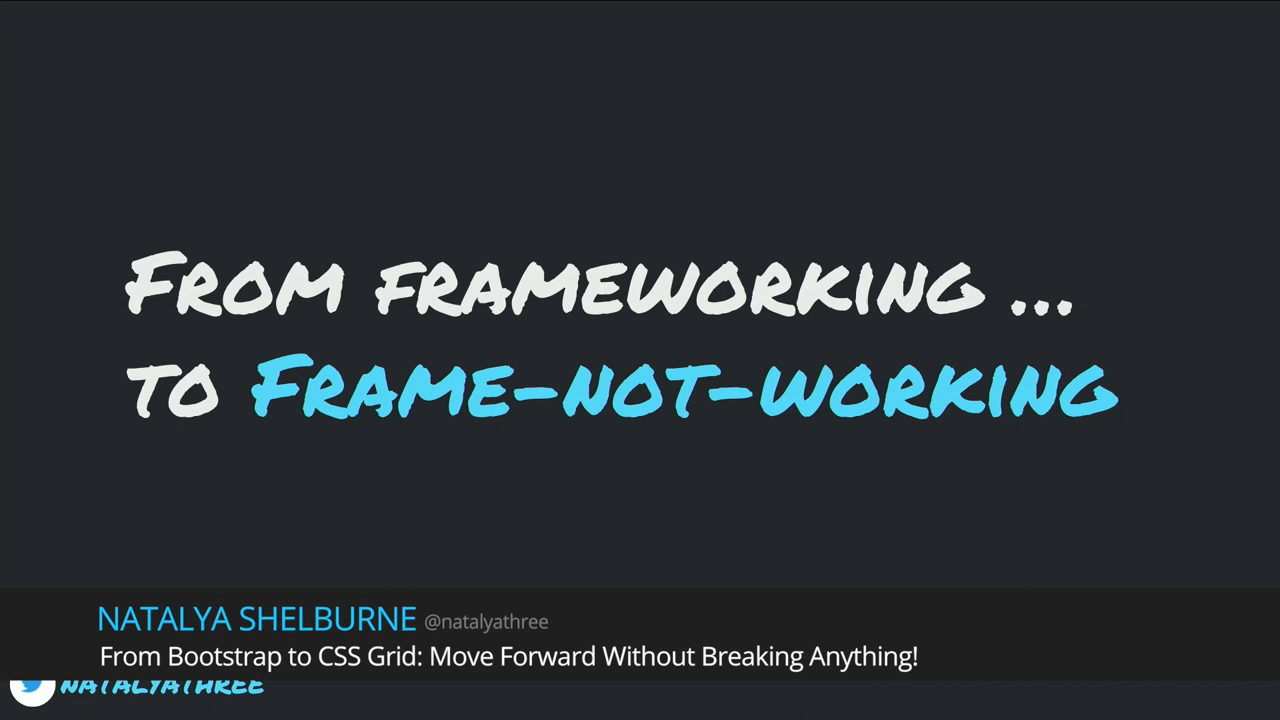 From frameworking ...
to Frame-not-working
NATALYA SHELBURNE @natalyathree
From Bootstrap to CSS Grid: Move Forward Without Breaking Anything!
NATALYATHREE